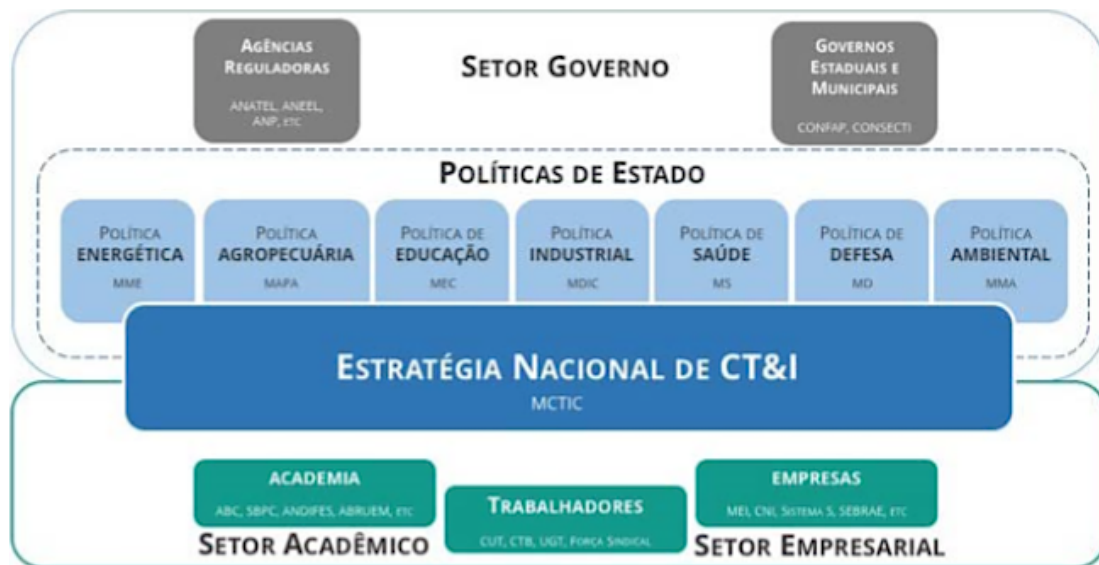 AGÊNCIAS
REGULADORAS
ANATEL, ANEEL,
ANP, ETC
SETOR GOVERNO
GOVERNOS
ESTADUAIS E
MUNICIPAIS
CONFAP, CONSECTI
POLÍTICAS DE ESTADO
POLÍTICA
ENERGÉTICA
MME
POLÍTICA
AGROPECUÁRIA
MAPA
POLÍTICA DE
EDUCAÇÃO
MEC
POLÍTICA
INDUSTRIAL
MDIC
POLÍTICA DE
SAÚDE
MS
POLÍTICA DE
DEFESA
MD
POLÍTICA
AMBIENTAL
MMA
ESTRATÉGIA NACIONAL DE CT&I
MCTIC
ACADEMIA
ABC, SBPC, ANDIFES, ABRUEM, ETC
SETOR ACADÊMICO
TRABALHADORES
CUT, CTB, UGT, FORÇA SINDICAL
EMPRESAS
MEI, CNI, SISTEMA S, SEBRAE, ETC
SETOR EMPRESARIAL